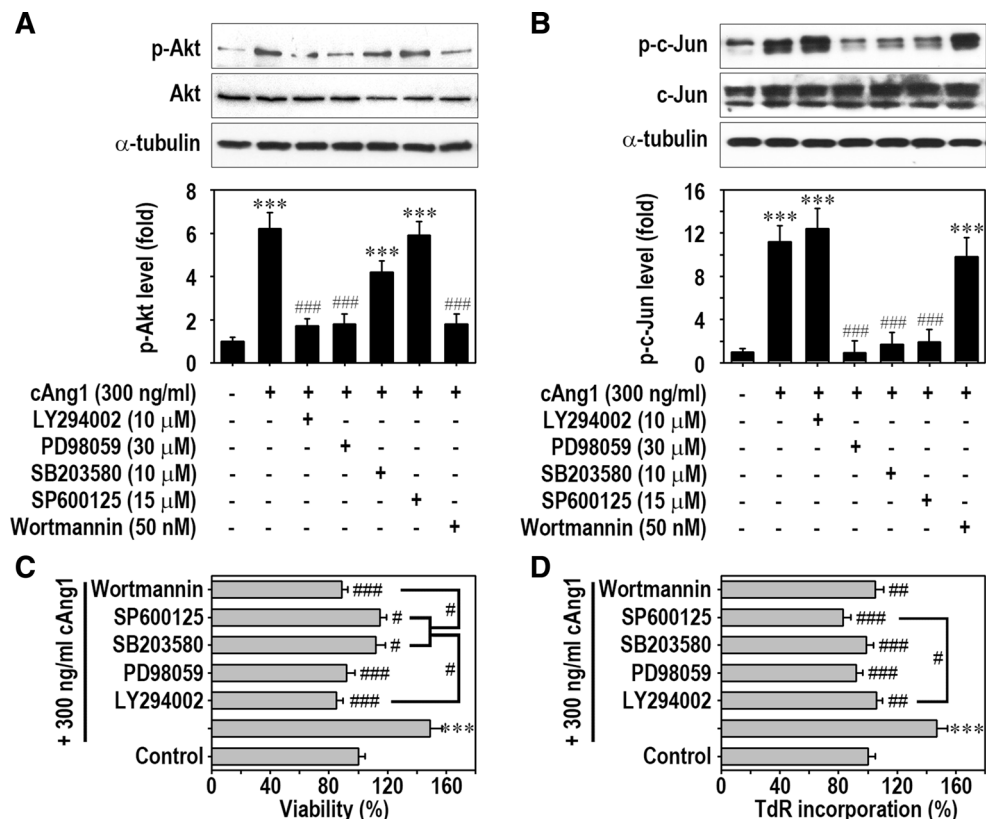 A
p-Akt
Akt
α-tubulin
p-Akt level (fold)
8
6
4
2
0
***
###
###
***
***
###
cAng1 (300 ng/ml) - + + + + + +
LY294002 (10 μM) - - + - - - -
PD98059 (30 μM) - - - + - - -
SB203580 (10 μM) - - - - + - -
SP600125 (15 μM) - - - - - + -
Wortmannin (50 nM) - - - - - - +
B
p-c-Jun
c-Jun
α-tubulin
p-c-Jun level (fold)
16
12
8
4
0
***
***
###
###
###
***
cAng1 (300 ng/ml) - + + + + + +
LY294002 (10 μM) - - + - - - -
PD98059 (30 μM) - - - + - - -
SB203580 (10 μM) - - - - + - -
SP600125 (15 μM) - - - - - + -
Wortmannin (50 nM) - - - - - - +
C
+ 300 ng/ml cAng1
Wortmannin ###
SP600125 #
SB203580 #
PD98059 ###
LY294002 ###
***
Control
#
#
0 40 80 120 160
Viability (%)
D
+ 300 ng/ml cAng1
Wortmannin ##
SP600125 ###
SB203580 ###
PD98059 ###
LY294002 ##
***
Control
#
0 40 80 120 160
TdR incorporation (%)